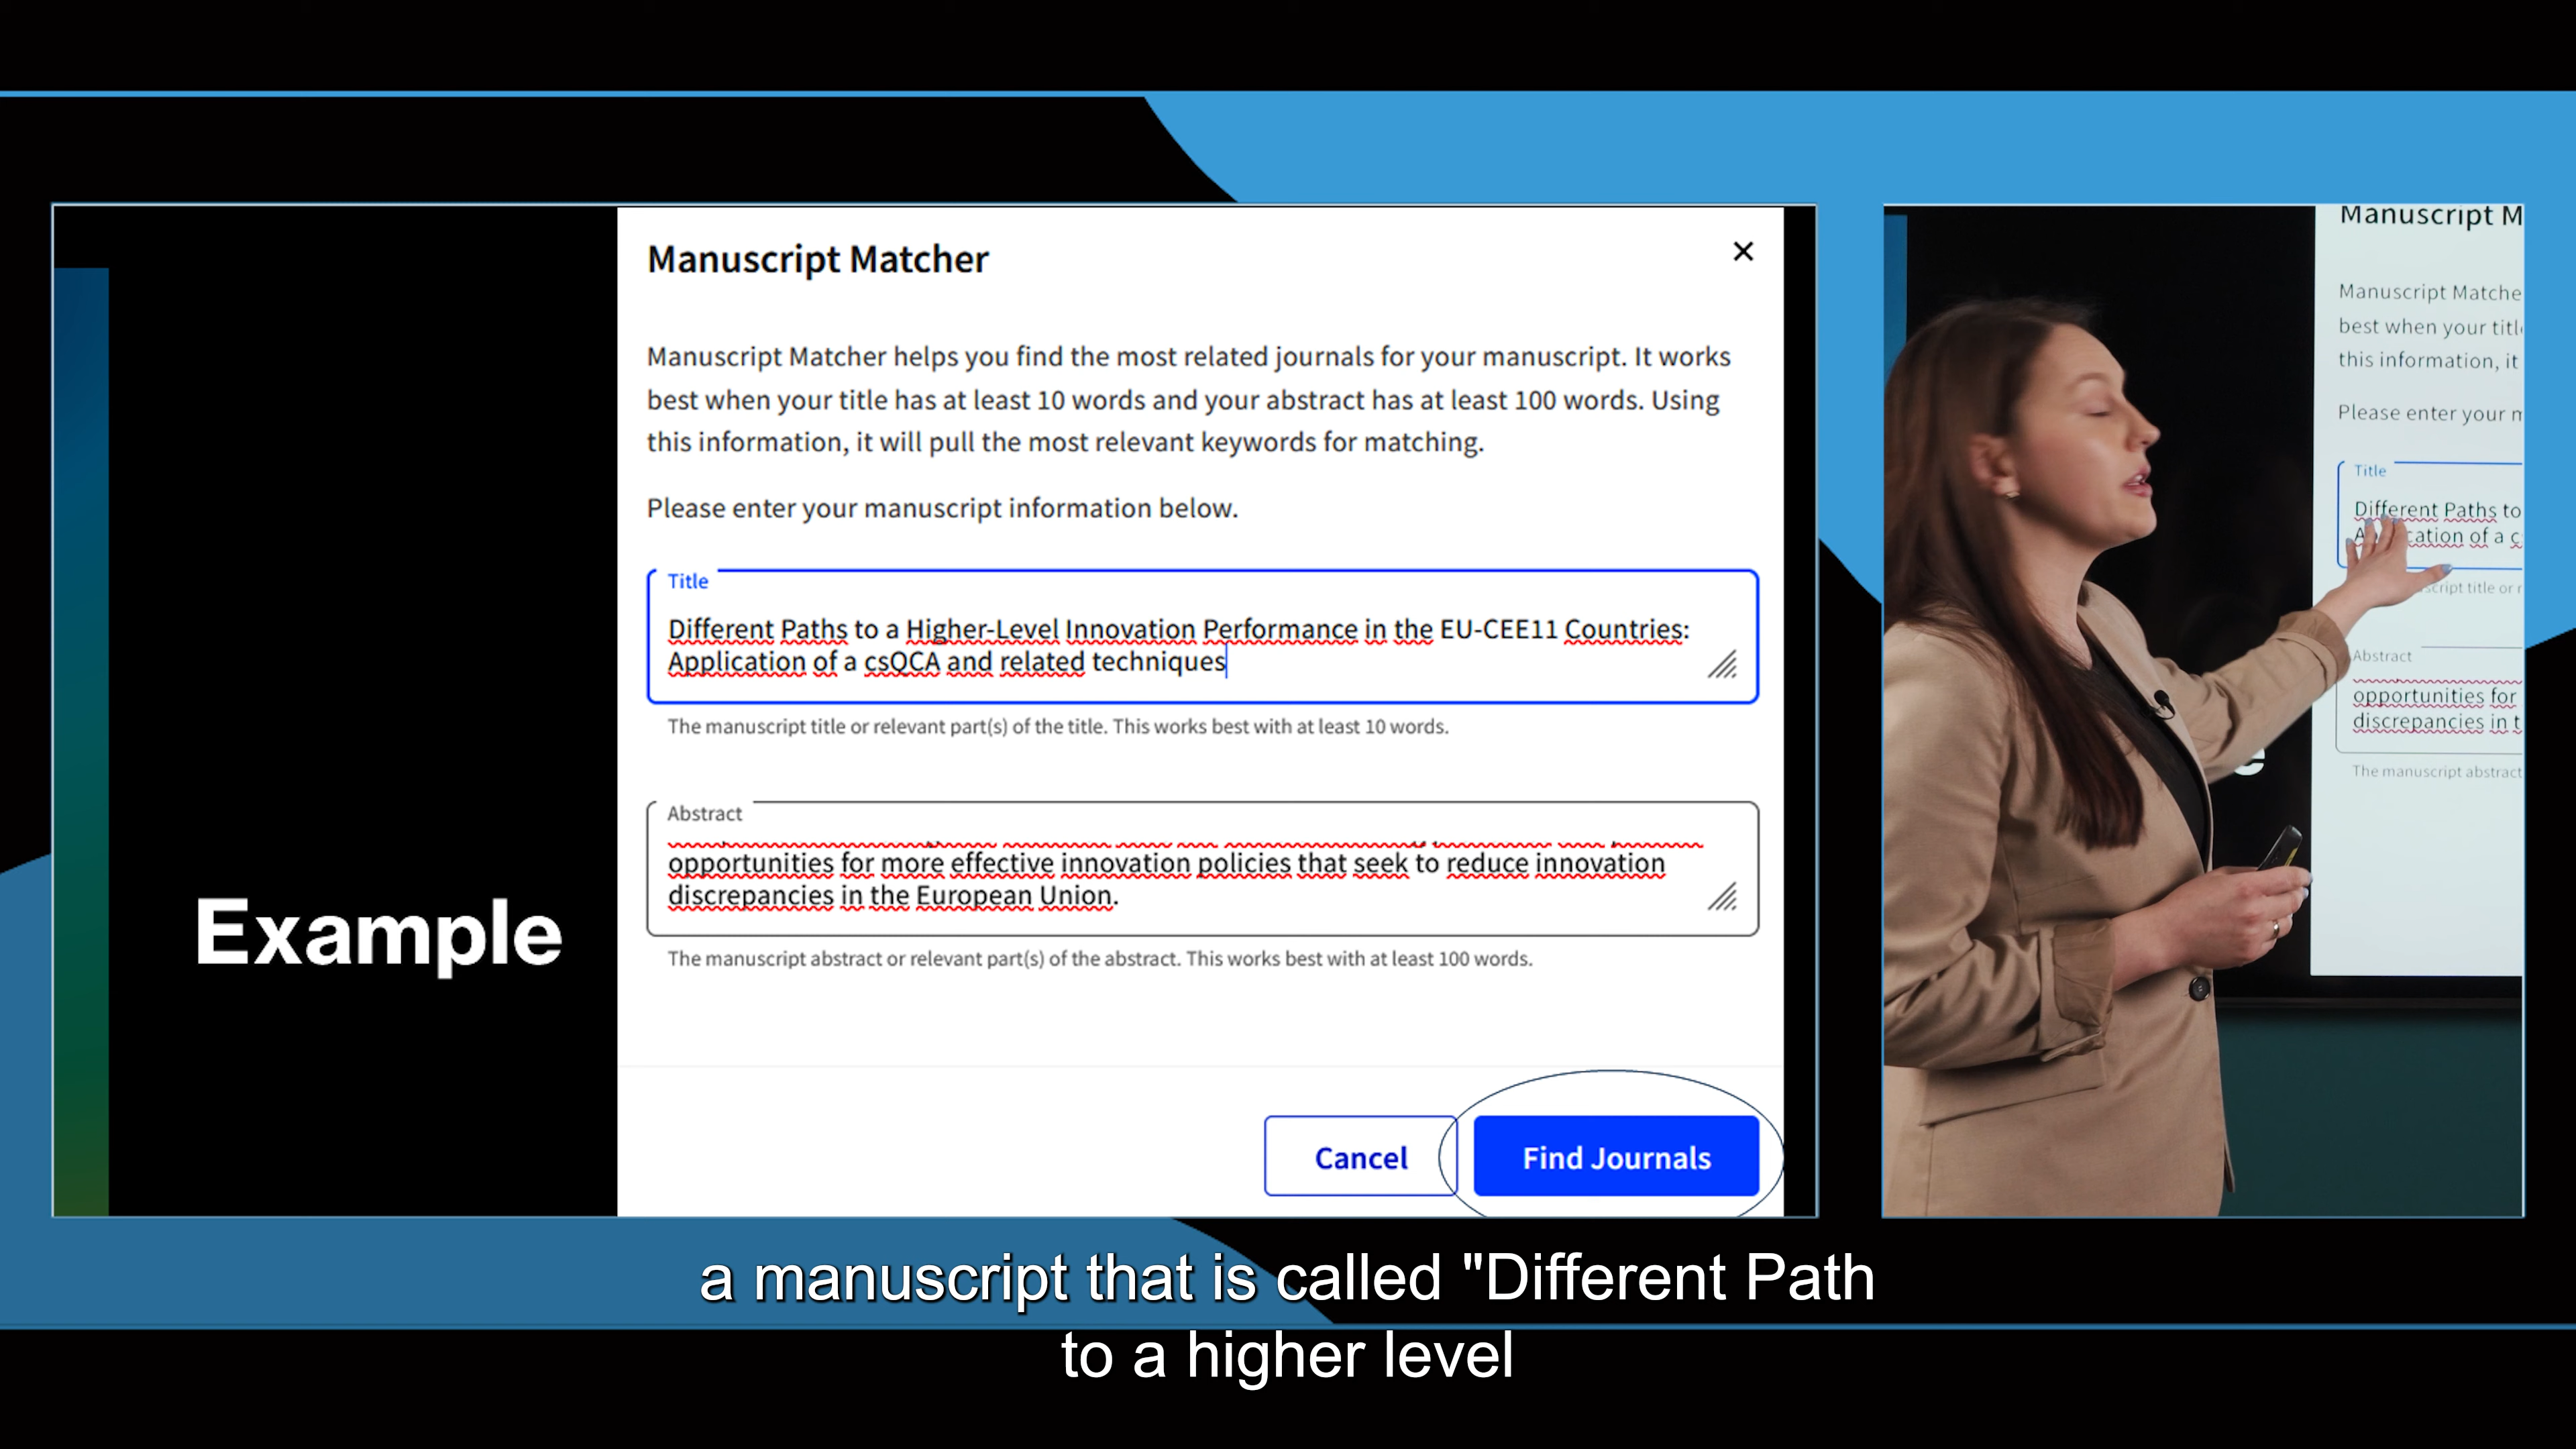 Example
Manuscript Matcher
Manuscript Matcher helps you find the most related journals for your manuscript. It works
best when your title has at least 10 words and your abstract has at least 100 words. Using
this information, it will pull the most relevant keywords for matching.
Please enter your manuscript information below.
Title
Different Paths to a Higher-Level Innovation Performance in the EU-CEE11 Countries:
Application of a csQCA and related techniques
The manuscript title or relevant part(s) of the title. This works best with at least 10 words.
Abstract
opportunities for more effective innovation policies that seek to reduce innovation
discrepancies in the European Union.
The manuscript abstract or relevant part(s) of the abstract. This works best with at least 100 words.
Cancel
Find Journals
Manuscript M
Manuscript Matche
best when your titl
this information, it
Please enter your
Title
Different Paths to
of a
title or
Abstract
opportunities for
discrepancies in t
The manuscript abstract
a manuscript that is called "Different Path
to a higher level